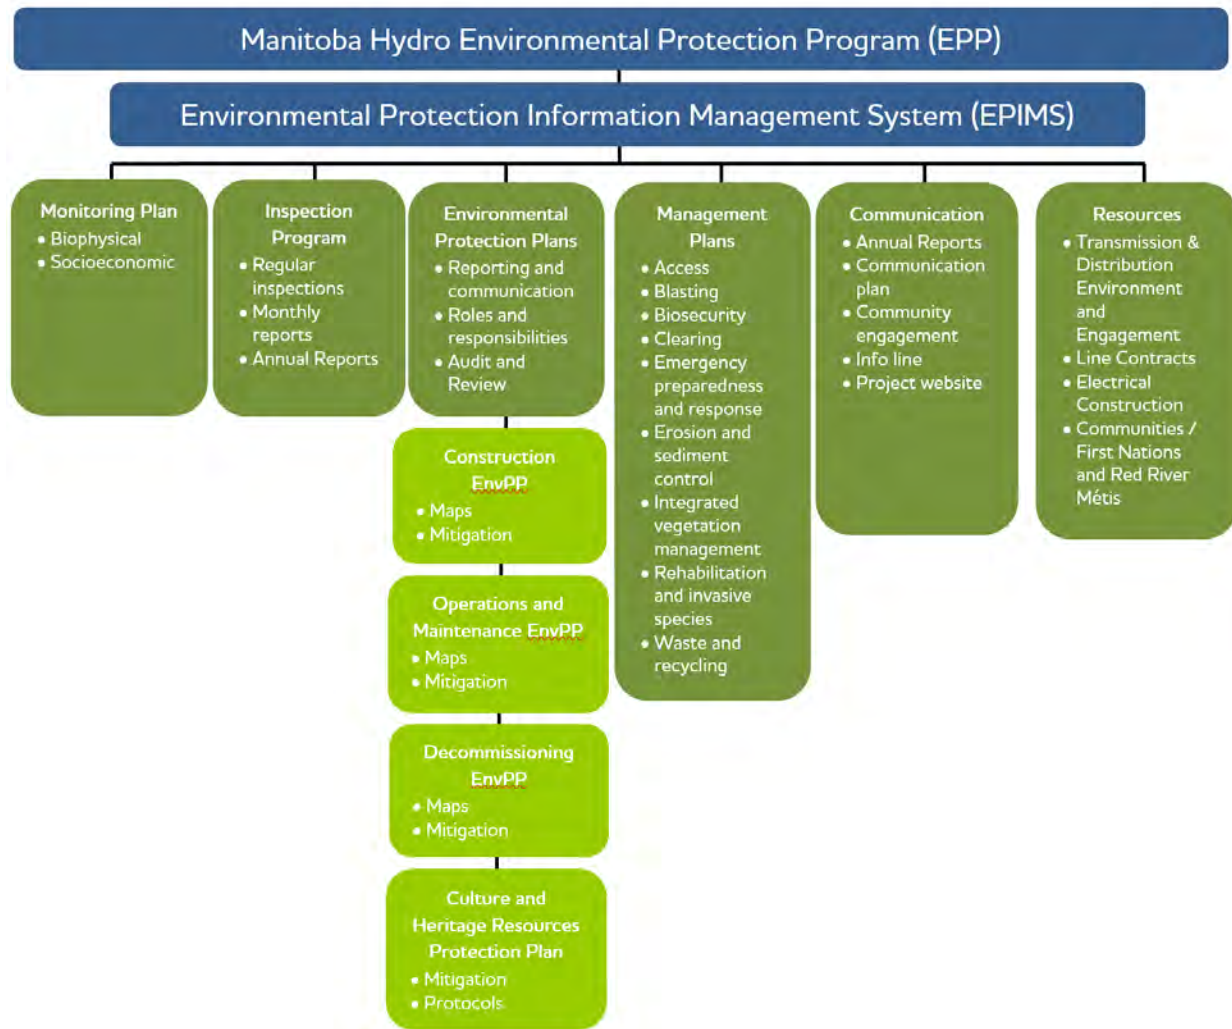 Manitoba Hydro Environmental Protection Program (EPP)
Environmental Protection Information Management System (EPIMS)
Monitoring Plan
• Biophysical
• Socioeconomic
Inspection
Program
• Regular
inspections
• Monthly
reports
• Annual Reports
Environmental
Protection Plans
• Reporting and
communication
• Roles and
responsibilities
• Audit and
Review
Construction
EnvPP
• Maps
• Mitigation
Operations and
Maintenance EnvPP
• Maps
• Mitigation
Decommissioning
EnvPP
• Maps
• Mitigation
Culture and
Heritage Resources
Protection Plan
• Mitigation
• Protocols
Management
Plans
• Access
• Blasting
• Biosecurity
• Clearing
• Emergency
preparedness
and response
• Erosion and
sediment
control
• Integrated
vegetation
management
• Rehabilitation
and invasive
species
• Waste and
recycling
Communication
• Annual Reports
• Communication
plan
• Community
engagement
• Info line
• Project website
Resources
• Transmission &
Distribution
Environment
and
Engagement
• Line Contracts
• Electrical
Construction
• Communities /
First Nations
and Red River
Métis